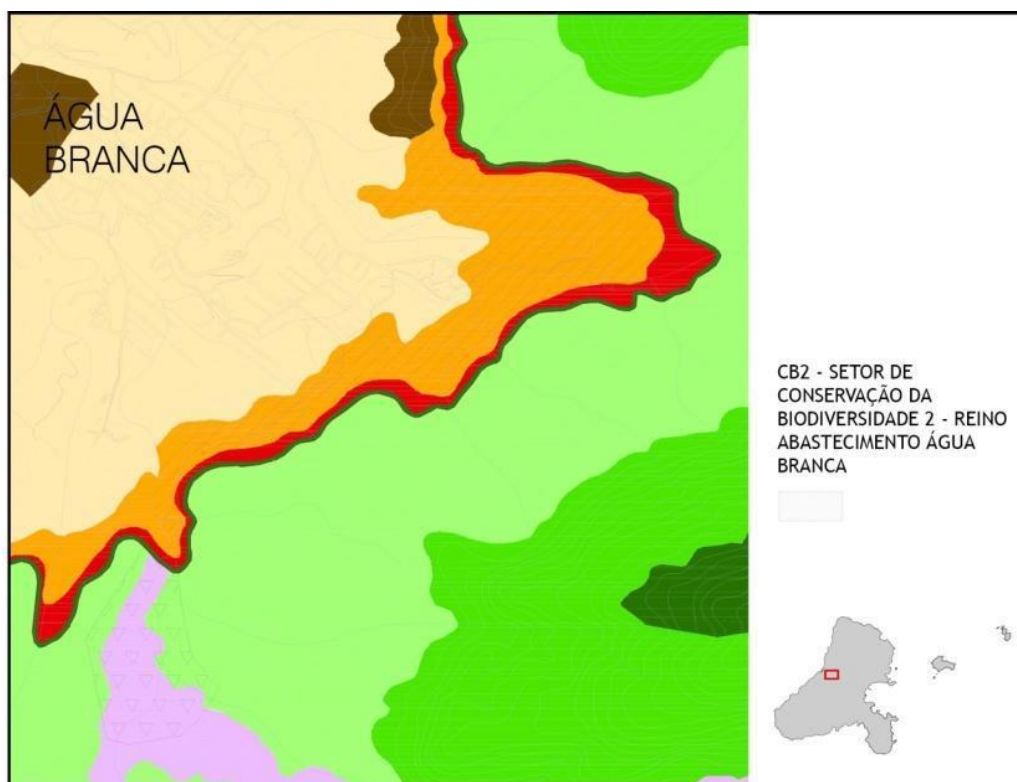 ÁGUA
BRANCA
CB2 - SETOR DE
CONSERVAÇÃO DA
BIODIVERSIDADE 2 - REINO
ABASTECIMENTO ÁGUA
BRANCA